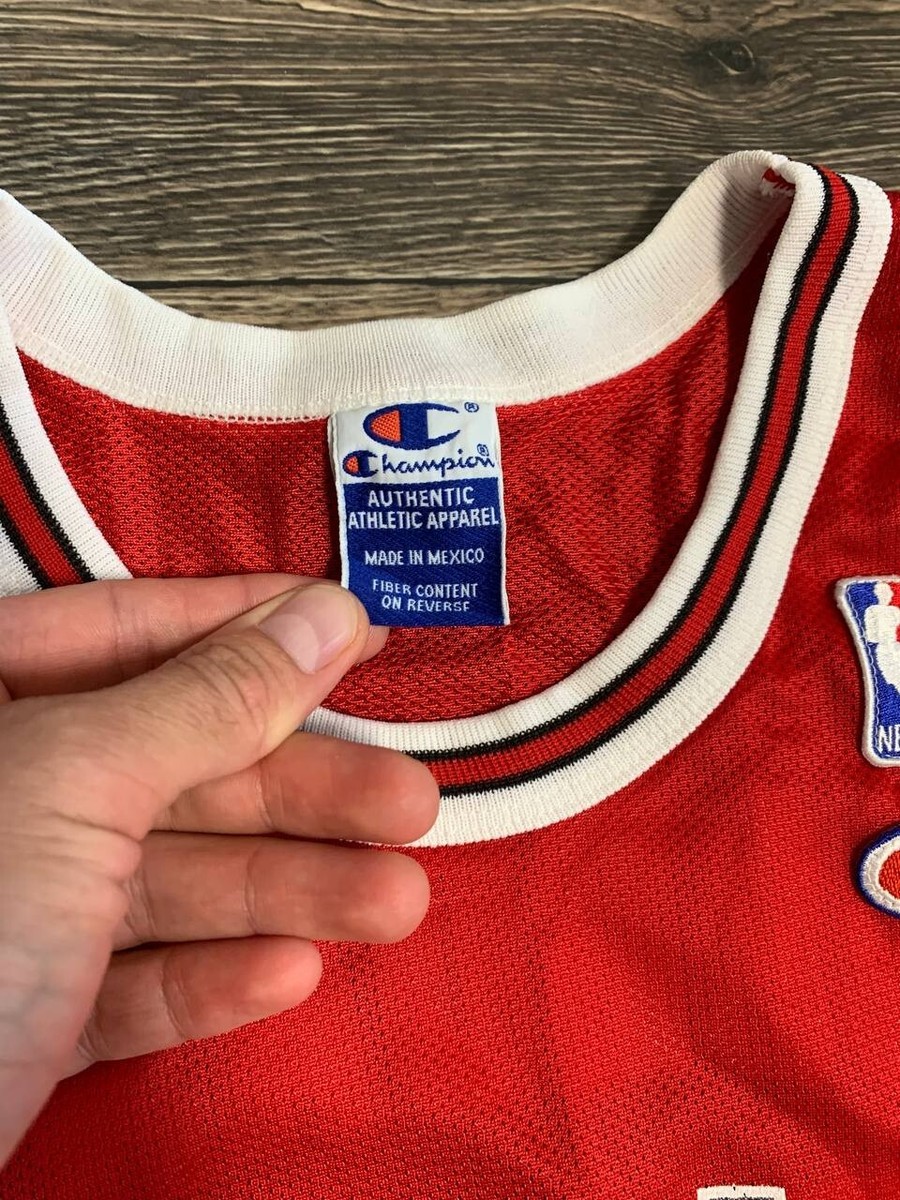 Champion
AUTHENTIC
ATHLETIC APPAREL
MADE IN MEXICO
FIBER CONTENT
ON REVERSE